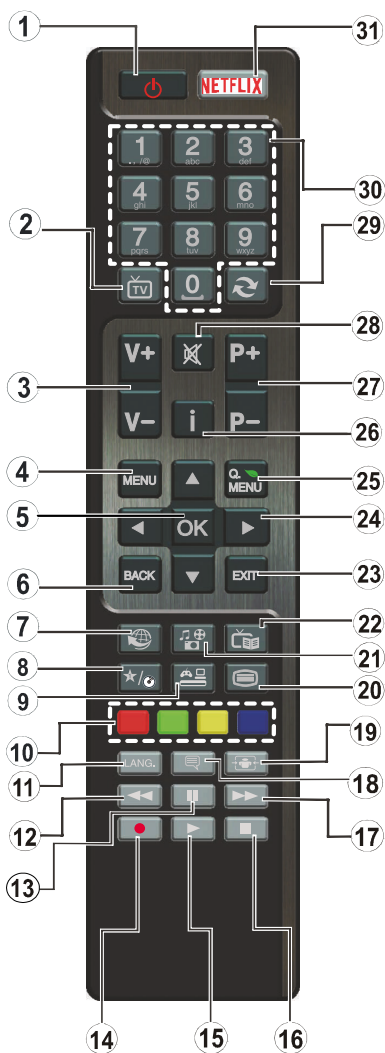 1
31
NETFLIX
1
2
3
. , /@
abc
def
30
4
5
6
ghi
jkl
mno
7
8
9
pqrs
tuv
wxyz
2
29
TV
0
28
V+
P+
3
27
V-
i
P-
26
4
MENU
Q.
MENU
25
5
OK
24
6
BACK
EXIT
23
7
22
21
8
/
9
20
10
19
11
LANG.
18
12
17
13
14
15
16